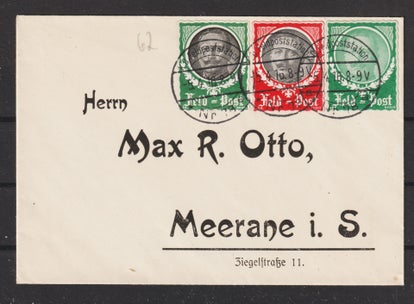 62
Feld - Post
Feld - Post
Feld - Post
Herrn
Max R. Otto,
Meerane i. S.
Ziegelstraße 11.